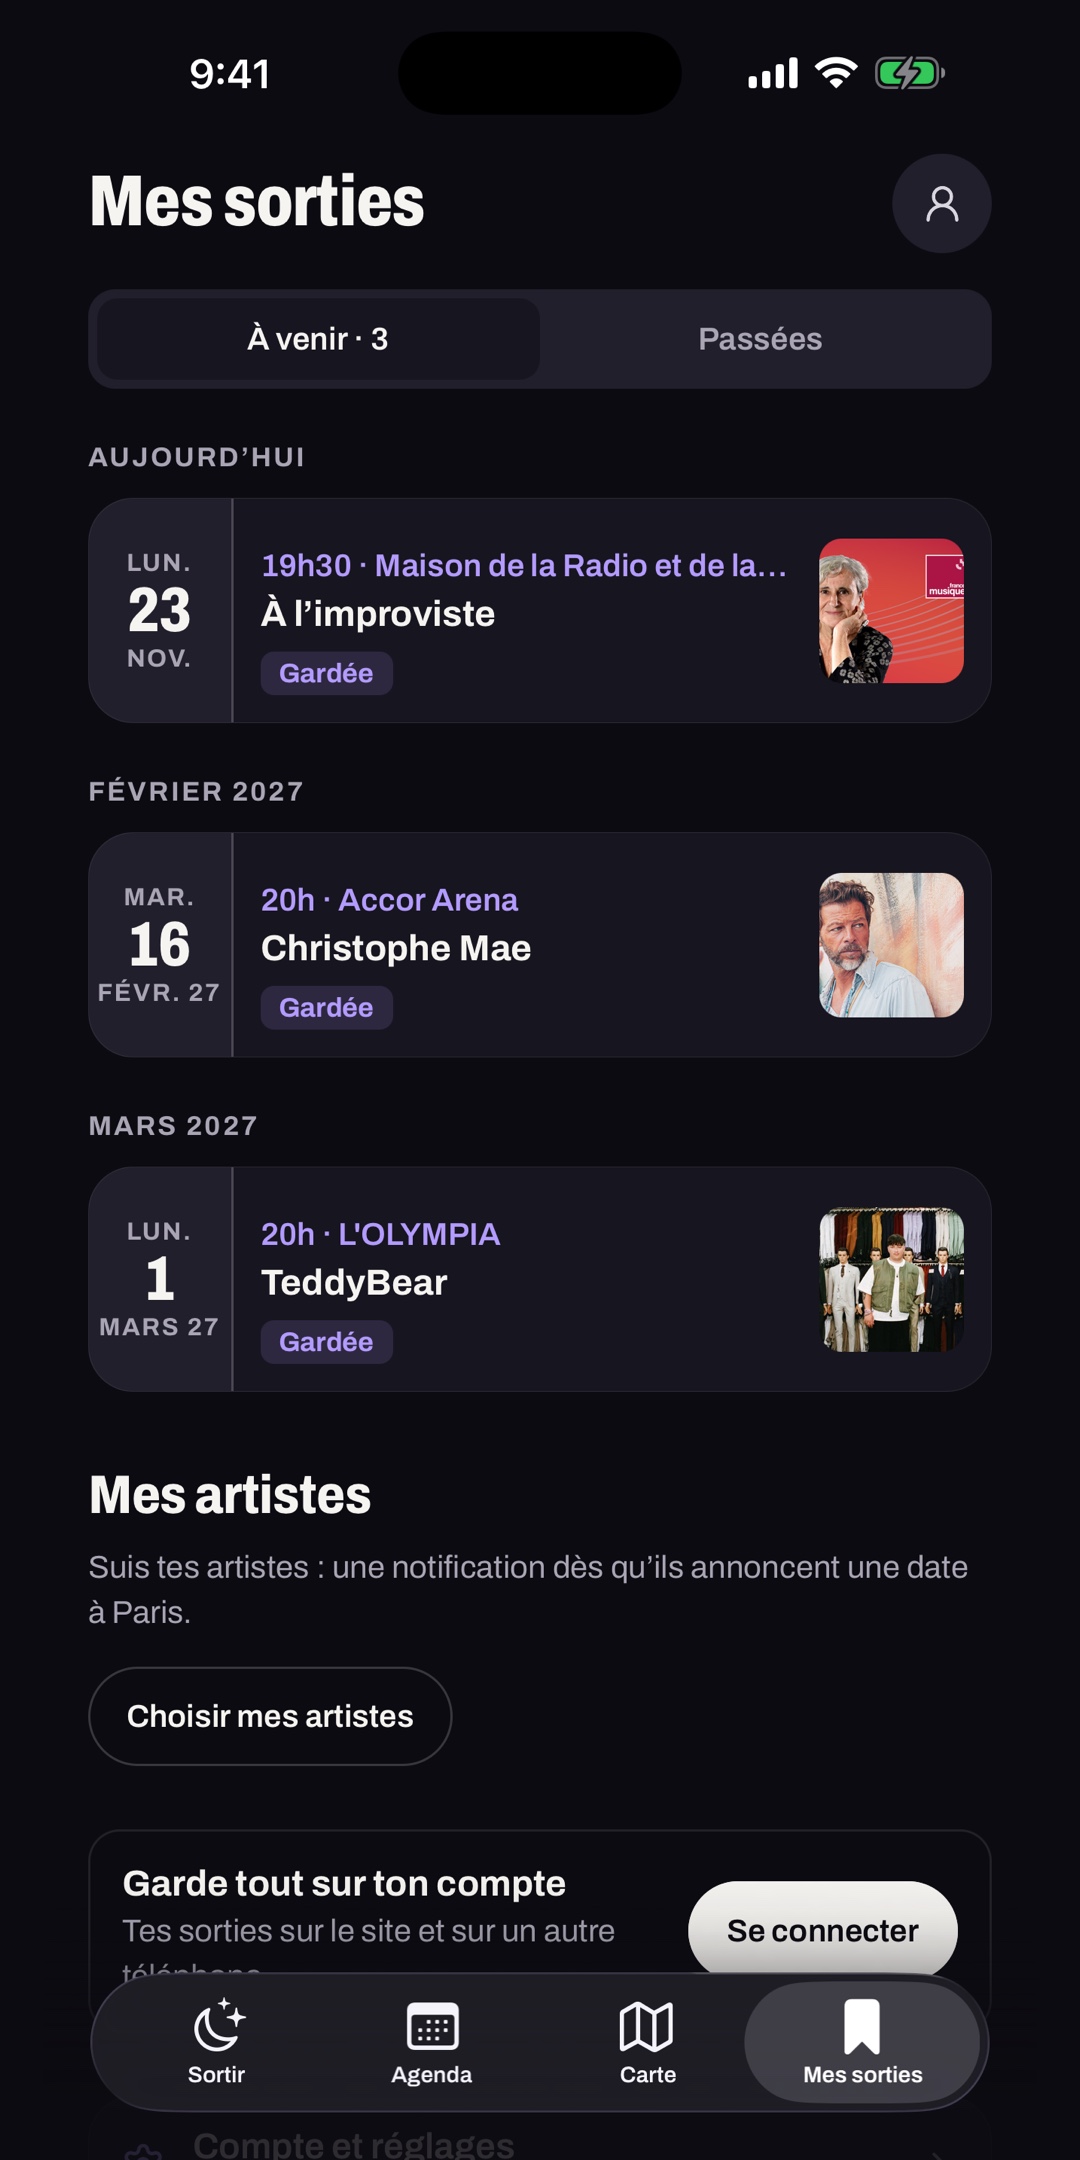 9:41
Mes sorties
À venir · 3
Passées
AUJOURD’HUI
LUN.
23
NOV.
19h30 · Maison de la Radio et de la…
À l’improviste
Gardée
france
musique
FÉVRIER 2027
MAR.
16
FÉVR. 27
20h · Accor Arena
Christophe Mae
Gardée
MARS 2027
LUN.
1
MARS 27
20h · L'OLYMPIA
TeddyBear
Gardée
Mes artistes
Suis tes artistes : une notification dès qu’ils annoncent une date
à Paris.
Choisir mes artistes
Garde tout sur ton compte
Tes sorties sur le site et sur un autre
téléphone
Se connecter
Sortir
Agenda
Carte
Mes sorties
Compte et réglages